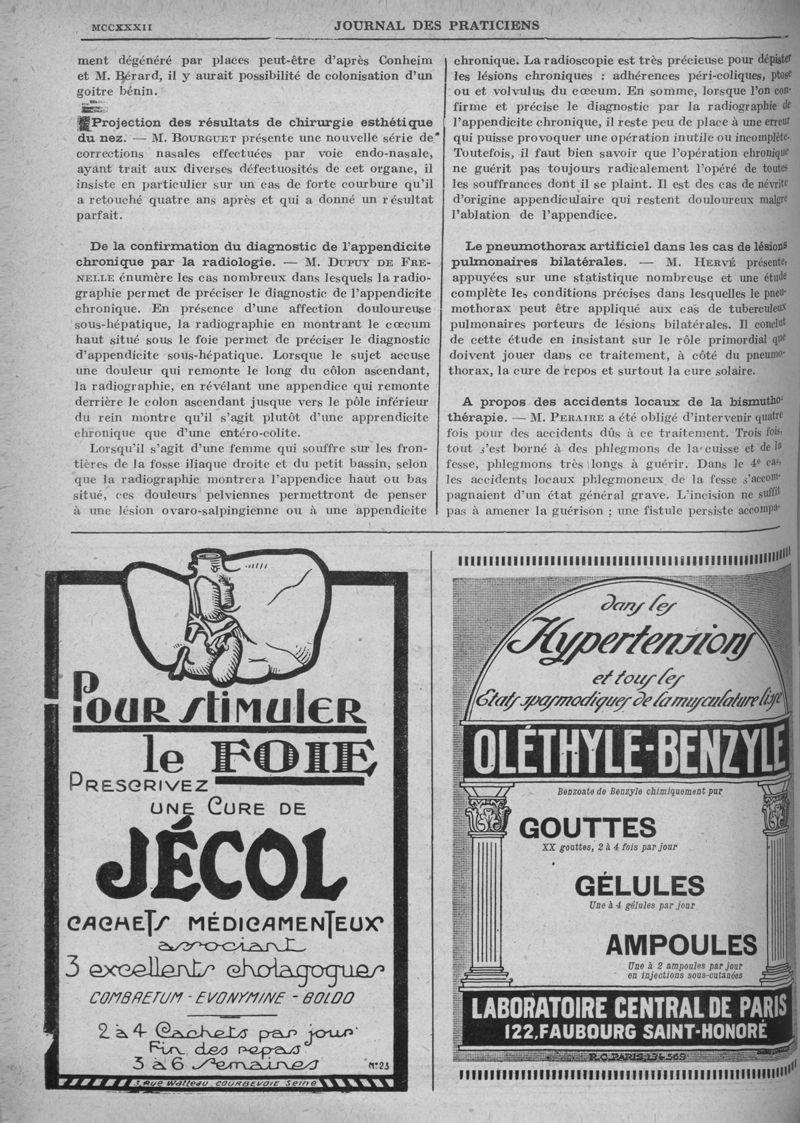 MCCXXXII
JOURNAL DES PRATICIENS
ment dégénéré par places peut-être d'après Conheim
et M. Bérard, il y aurait possibilité de colonisation d'un
goitre bénin.
Projection des résultats de chirurgie esthétique
du nez. — M. BOURGUET présente une nouvelle série de
corrections nasales effectuées par voie endo-nasale,
ayant trait aux diverses défectuosités de cet organe, il
insiste en particulier sur un cas de forte courbure qu'il
a retouché quatre ans après et qui a donné un résultat
parfait.
De la confirmation du diagnostic de l'appendicite
chronique par la radiologie. — M. DUPUY DE FRE-
NELLE énumère les cas nombreux dans lesquels la radio-
graphie permet de préciser le diagnostic de l'appendicite
chronique. En présence d'une affection douloureuse
sous-hépatique, la radiographie en montrant le cœcum
haut situé sous le foie permet de préciser le diagnostic
d'appendicite sous-hépatique. Lorsque le sujet accuse
une douleur qui remonte le long du côlon ascendant,
la radiographie, en révélant une appendice qui remonte
derrière le colon ascendant jusque vers le pôle inférieur
du rein montre qu'il s'agit plutôt d'une apprendicite
chronique que d'une entéro-colite.
Lorsqu'il s'agit d'une femme qui souffre sur les fron-
tières de la fosse iliaque droite et du petit bassin, selon
que la radiographie montrera l'appendice haut ou bas
situé, ces douleurs pelviennes permettront de penser
à une lésion ovaro-salpingienne ou à une appendicite
chronique. La radioscopie est très précieuse pour dépister
les lésions chroniques : adhérences péri-coliques, ptose
ou et volvulus du cœcum. En somme, lorsque l'on con-
firme et précise le diagnostic par la radiographie de
l'appendicite chronique, il reste peu de place à une erreur
qui puisse provoquer une opération inutile ou incomplète.
Toutefois, il faut bien savoir que l'opération chronique
ne guérit pas toujours radicalement l'opéré de toutes
les souffrances dont il se plaint. Il est des cas de névrite
d'origine appendiculaire qui restent douloureux malgré
l'ablation de l'appendice.
Le pneumothorax artificiel dans les cas de lésions
pulmonaires bilatérales. — M. HERVÉ présente,
appuyées sur une statistique nombreuse et une étude
complète les conditions précises dans lesquelles le pneu-
mothorax peut être appliqué aux cas de tuberculeux
pulmonaires porteurs de lésions bilatérales. Il conclut
de cette étude en insistant sur le rôle primordial que
doivent jouer dans ce traitement, à côté du pneumo-
thorax, la cure de repos et surtout la cure solaire.
A propos des accidents locaux de la bismutho-
thérapie. — M. PERAIRE a été obligé d'intervenir quatre
fois pour des accidents dûs à ce traitement. Trois fois,
tout s'est borné à des phlegmons de la cuisse et de la
fesse, phlegmons très longs à guérir. Dans le 4e cas,
les accidents locaux phlegmoneux de la fesse s'accom-
pagnaient d'un état général grave. L'incision ne suffit
pas à amener la guérison ; une fistule persiste accompa-
POUR STIMULER
le FOIE
PRESCRIVEZ
UNE CURE DE
JÉCOL
CACHETS MÉDICAMENTEUX
associant
3 excellents cholagogues
COMBRETUM - EVONYMINE - BOLDO
2 à 4 Cachets par jour
Fin des repas
3 à 6 Semaines
N° 23
3, Rue Watteau COURBEVOIE Seine
dans les
Hypertensions
et tous les
États spasmodiques de la musculature lisse
OLÉTHYLE-BENZYLE
Benzoate de Benzyle chimiquement pur
GOUTTES
XX gouttes, 2 à 4 fois par jour
GÉLULES
Une à 4 gélules par jour
AMPOULES
Une à 2 ampoules par jour
en injections sous-cutanées
LABORATOIRE CENTRAL DE PARIS
122, FAUBOURG SAINT-HONORÉ
R.C. PARIS, 134.569